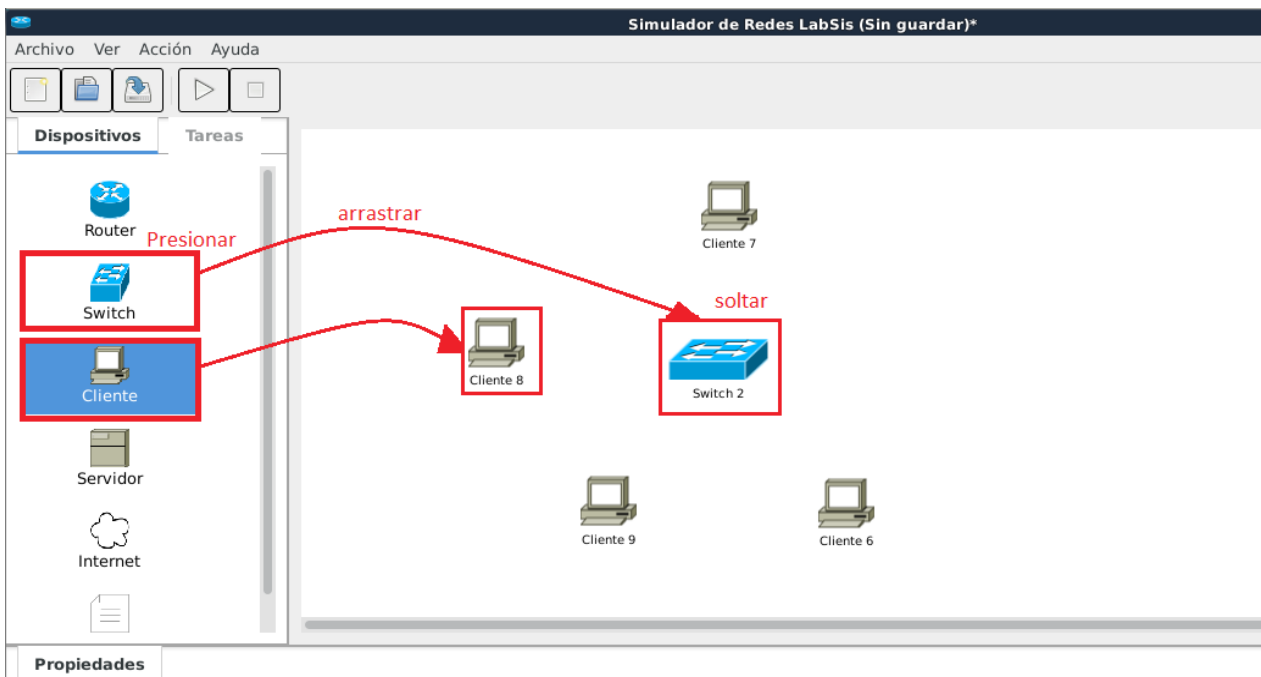 Simulador de Redes LabSis (Sin guardar)*
Archivo Ver Acción Ayuda
Dispositivos Tareas
Router
Presionar
arrastrar
Switch
Cliente
Servidor
Internet
Cliente 7
soltar
Cliente 8
Switch 2
Cliente 9
Cliente 6
Propiedades